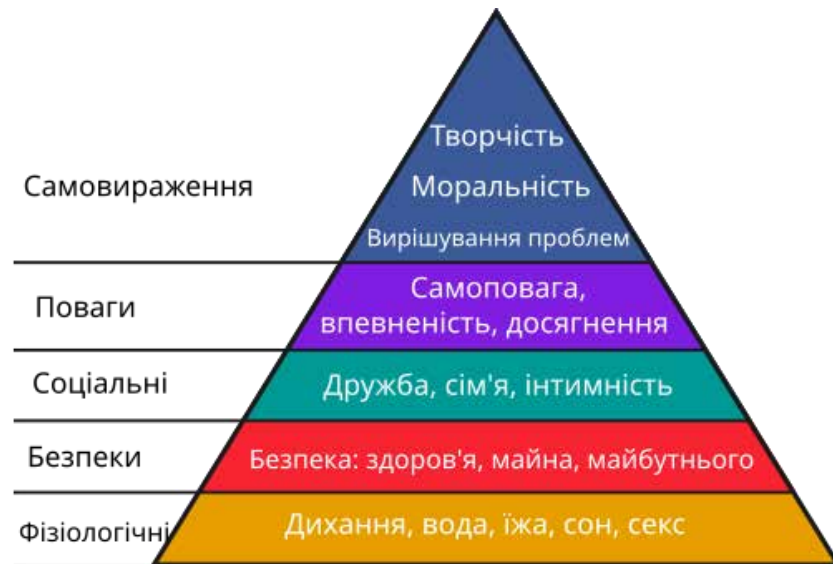 Творчість
Самовираження
Моральність
Вирішування проблем
Поваги
Самоповага,
впевненість, досягнення
Соціальні
Дружба, сім'я, інтимність
Безпеки
Безпека: здоров'я, майна, майбутнього
Фізіологічні
Дихання, вода, їжа, сон, секс